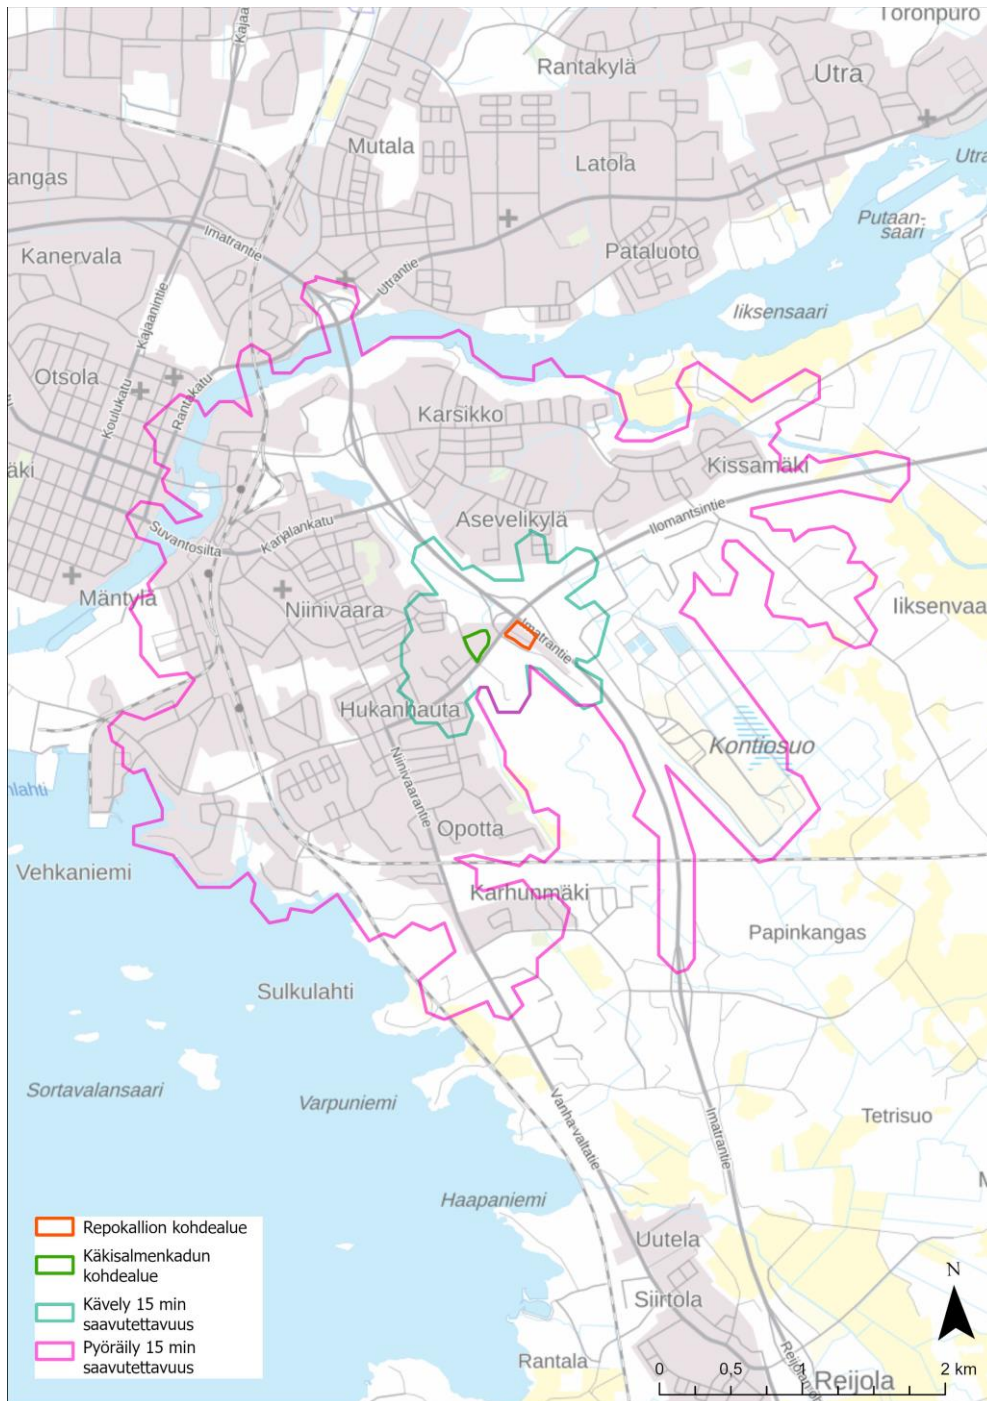 Toronpuro
Kajaa
Rantakylä
Utra
Mutala
Latola
Utra
angas
Putaan-
saari
Imatrantie
Kanervala
Utrantie
Pataluoto
Kajaanintie
Iiksensaari
Otsola
Koulukatu
Rantakatu
Karsikko
Kissamäki
äki
Asevelikylä
Ilomantsintie
Suvantosilta
Karjalankatu
Mäntylä
Niinivaara
Iiksenvaa
Imatrantie
Hukanhauta
Kontiosuo
nlahti
Niinivaarantie
Opotta
Vehkaniemi
Karhunmäki
Papinkangas
Sulkulahti
Sortavalansaari
Varpuniemi
Vanha valtatie
Imatrantie
Tetrisuo
Haapaniemi
Uutela
Siirtola
Rantala
Reijola
Repokallion kohdealue
Käkisalmenkadun
kohdealue
Kävely 15 min
saavutettavuus
Pyöräily 15 min
saavutettavuus
N
0 0,5 1 2 km